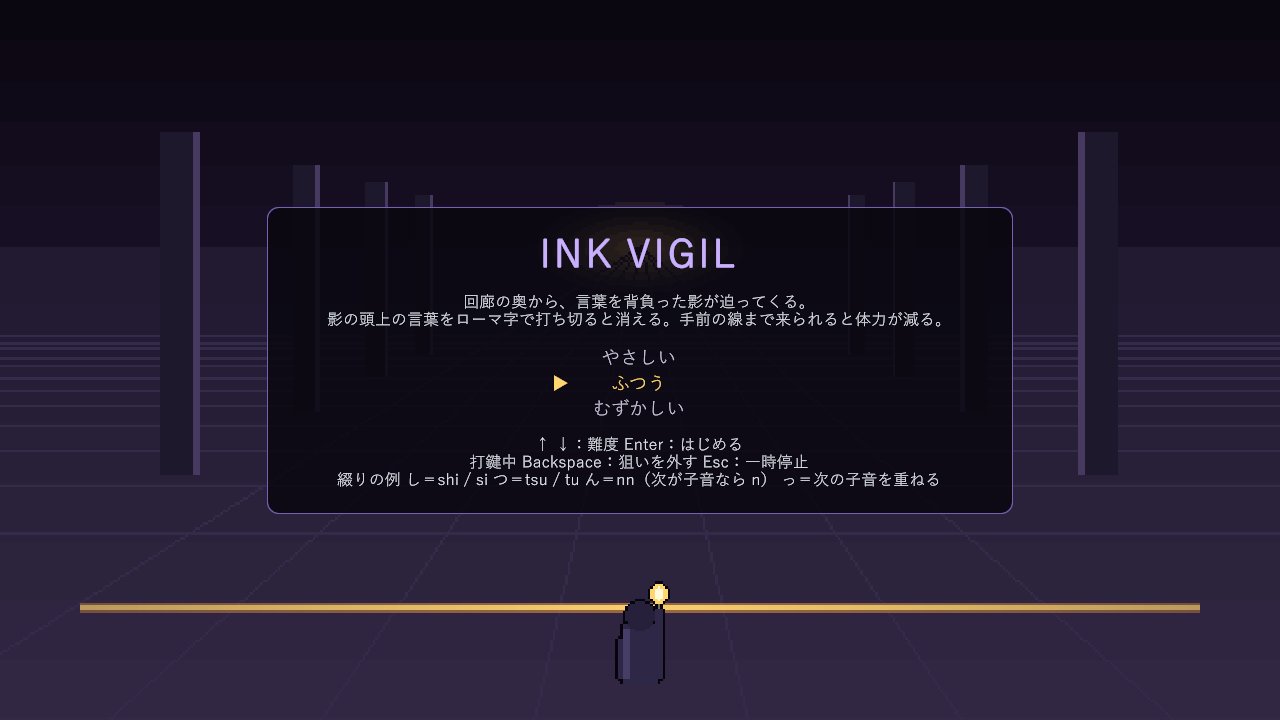 INK VIGIL
回廊の奥から、言葉を背負った影が迫ってくる。
影の頭上の言葉をローマ字で打ち切ると消える。手前の線まで来られると体力が減る。
やさしい
▶ ふつう
むずかしい
↑ ↓：難度 Enter：はじめる
打鍵中 Backspace：狙いを外す Esc：一時停止
綴りの例 し＝shi / si つ＝tsu / tu ん＝nn（次が子音なら n） っ＝次の子音を重ねる